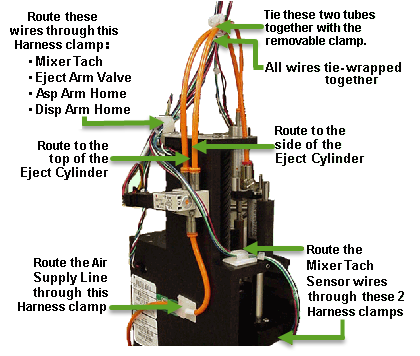 Route these
wires through this
Harness clamp:
• Mixer Tach
• Eject Arm Valve
• Asp Arm Home
• Disp Arm Home
Tie these two tubes
together with the
removable clamp.
All wires tie-wrapped
together
Route to the
top of the
Eject Cylinder
Route to the
side of the
Eject Cylinder
Route the Air
Supply Line
through this
Harness clamp
Route the
Mixer Tach
Sensor wires
through these 2
Harness clamps